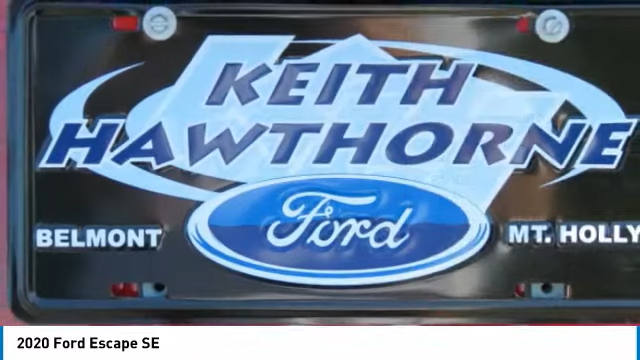 KEITH
HAWTHORNE
Ford
BELMONT
MT. HOLLY
2020 Ford Escape SE